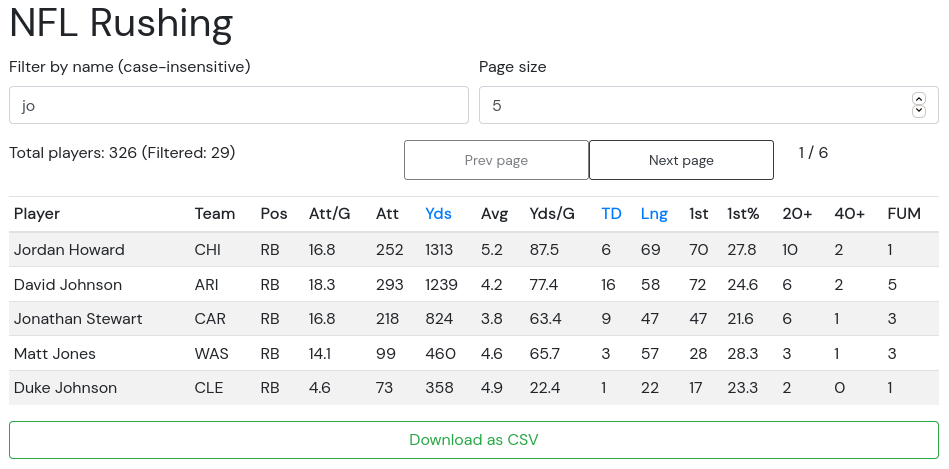 NFL Rushing
Filter by name (case-insensitive) Page size
jo 5
Total players: 326 (Filtered: 29) Prev page Next page 1 / 6
Player Team Pos Att/G Att Yds Avg Yds/G TD Lng 1st 1st% 20+ 40+ FUM
Jordan Howard CHI RB 16.8 252 1313 5.2 87.5 6 69 70 27.8 10 2 1
David Johnson ARI RB 18.3 293 1239 4.2 77.4 16 58 72 24.6 6 2 5
Jonathan Stewart CAR RB 16.8 218 824 3.8 63.4 9 47 47 21.6 6 1 3
Matt Jones WAS RB 14.1 99 460 4.6 65.7 3 57 28 28.3 3 1 3
Duke Johnson CLE RB 4.6 73 358 4.9 22.4 1 22 17 23.3 2 0 1
Download as CSV